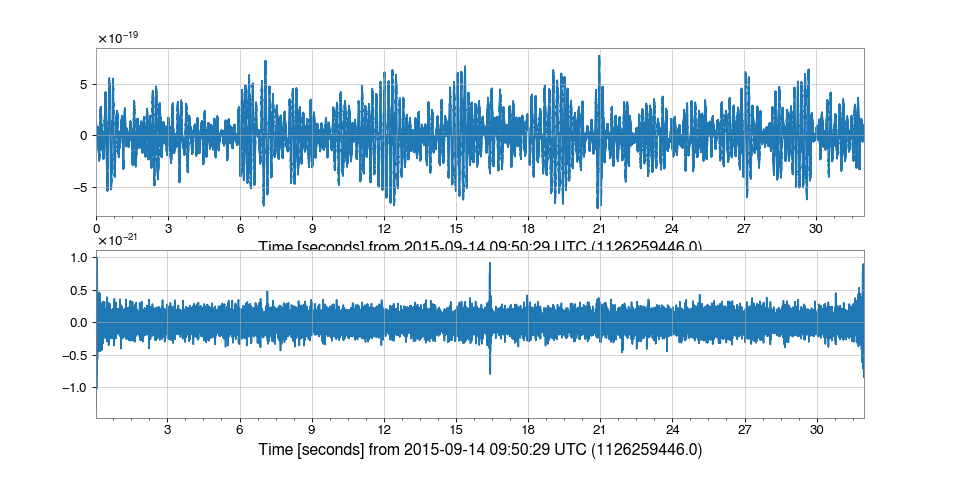 ×10⁻¹⁹
5
0
−5
0 3 6 9 12 15 18 21 24 27 30
Time [seconds] from 2015-09-14 09:50:29 UTC (1126259446.0)
×10⁻²¹
1.0
0.5
0.0
−0.5
−1.0
3 6 9 12 15 18 21 24 27 30
Time [seconds] from 2015-09-14 09:50:29 UTC (1126259446.0)